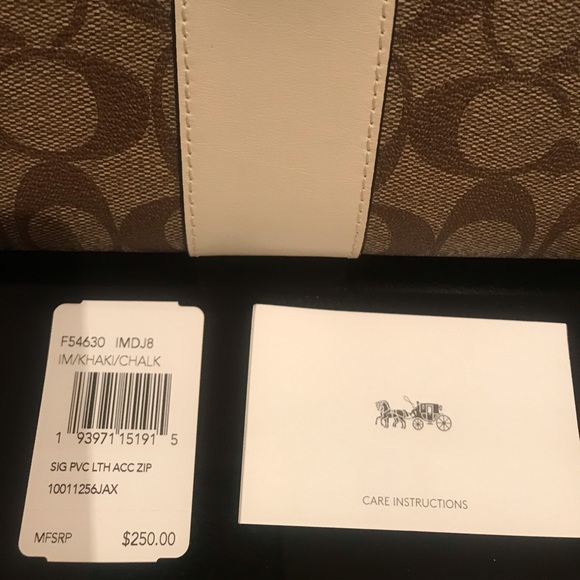 F54630 IMDJ8
IM/KHAKI/CHALK
1 93971 15191 5
SIG PVC LTH ACC ZIP
10011256JAX
MFSRP $250.00
CARE INSTRUCTIONS